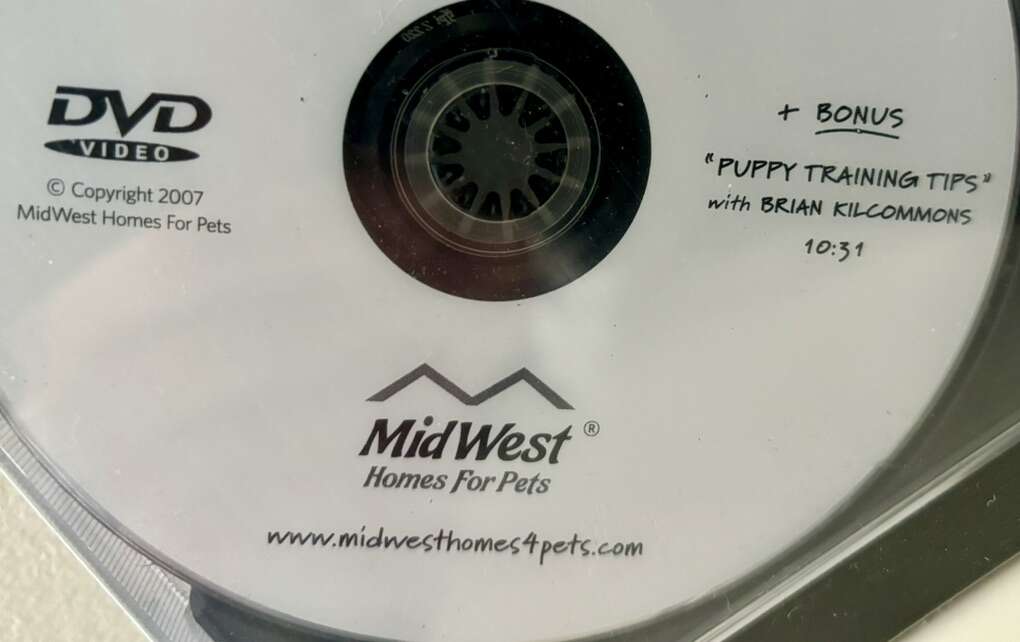 DVD
VIDEO
© Copyright 2007
MidWest Homes For Pets
+ BONUS
"PUPPY TRAINING TIPS"
with BRIAN KILCOMMONS
10:31
MidWest®
Homes For Pets
www.midwesthomes4pets.com